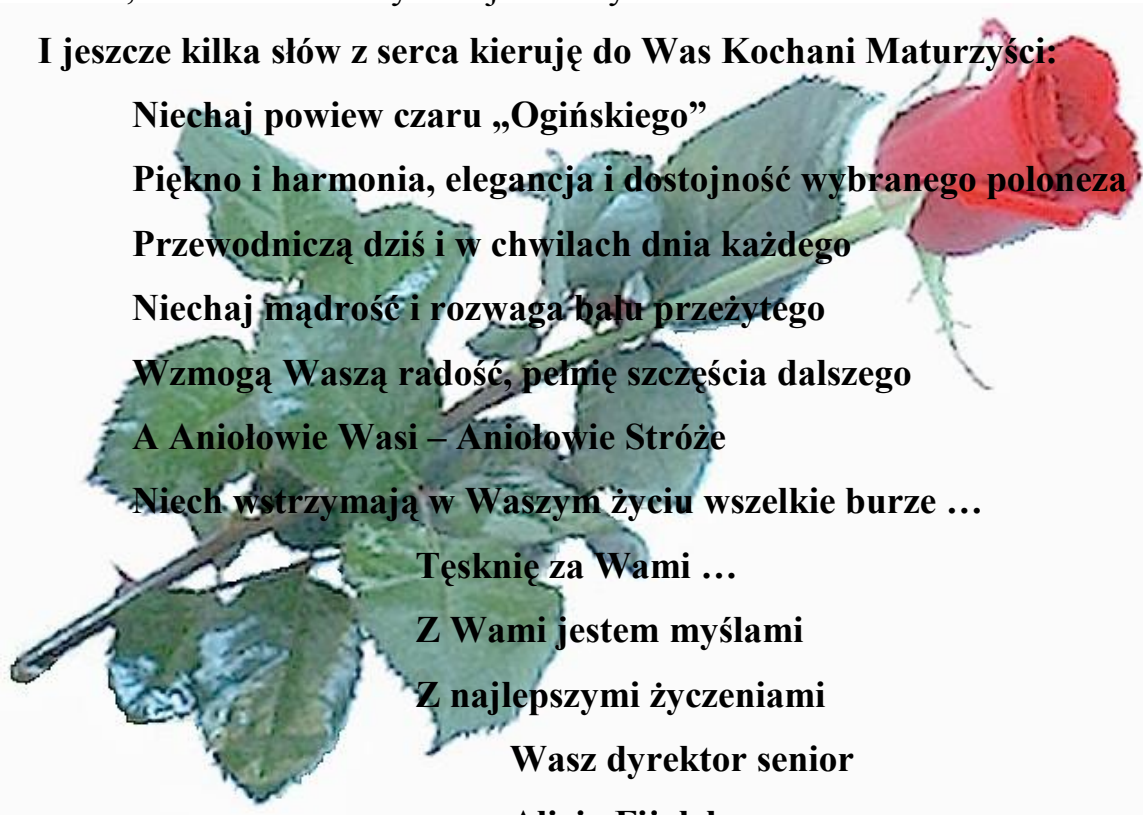 I jeszcze kilka słów z serca kieruję do Was Kochani Maturzyści:
Niechaj powiew czaru „Ogińskiego”
Piękno i harmonia, elegancja i dostojność wybranego poloneza
Przewodniczą dziś i w chwilach dnia każdego
Niechaj mądrość i rozwaga balu przeżytego
Wzmogą Waszą radość, pełnię szczęścia dalszego
A Aniołowie Wasi – Aniołowie Stróże
Niech wstrzymają w Waszym życiu wszelkie burze …
Tęsknię za Wami …
Z Wami jestem myślami
Z najlepszymi życzeniami
Wasz dyrektor senior